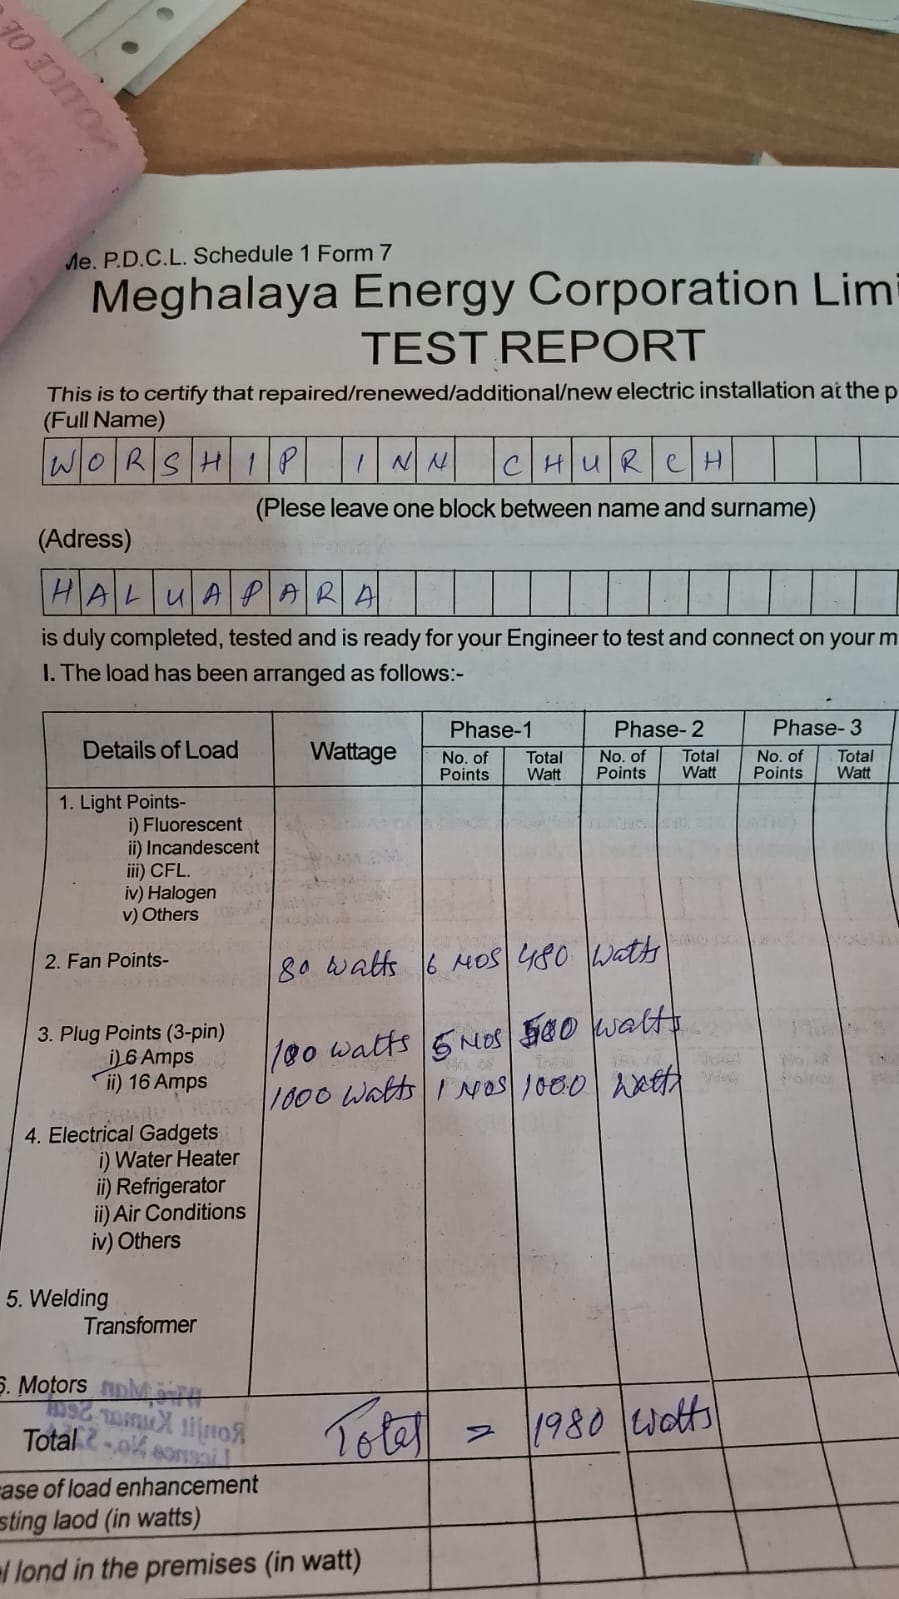 NOTICE OF
Me. P.D.C.L. Schedule 1 Form 7
Meghalaya Energy Corporation Limi
TEST REPORT
This is to certify that repaired/renewed/additional/new electric installation at the p
(Full Name)
WORSHIP INN CHURCH
(Plese leave one block between name and surname)
(Adress)
HALUAPARA
is duly completed, tested and is ready for your Engineer to test and connect on your m
I. The load has been arranged as follows:-
Details of Load Wattage Phase-1 Phase- 2 Phase- 3
No. of Points Total Watt No. of Points Total Watt No. of Points Total Watt
1. Light Points-
i) Fluorescent
ii) Incandescent
iii) CFL.
iv) Halogen
v) Others
2. Fan Points- 80 watts 6 NOS 480 Watts
3. Plug Points (3-pin)
i) 6 Amps 100 watts 5 NOS 500 watts
ii) 16 Amps 1000 watts 1 NOS 1000 watts
4. Electrical Gadgets
i) Water Heater
ii) Refrigerator
ii) Air Conditions
iv) Others
5. Welding
Transformer
6. Motors
Total Total = 1980 watts
ase of load enhancement
sting laod (in watts)
l lond in the premises (in watt)